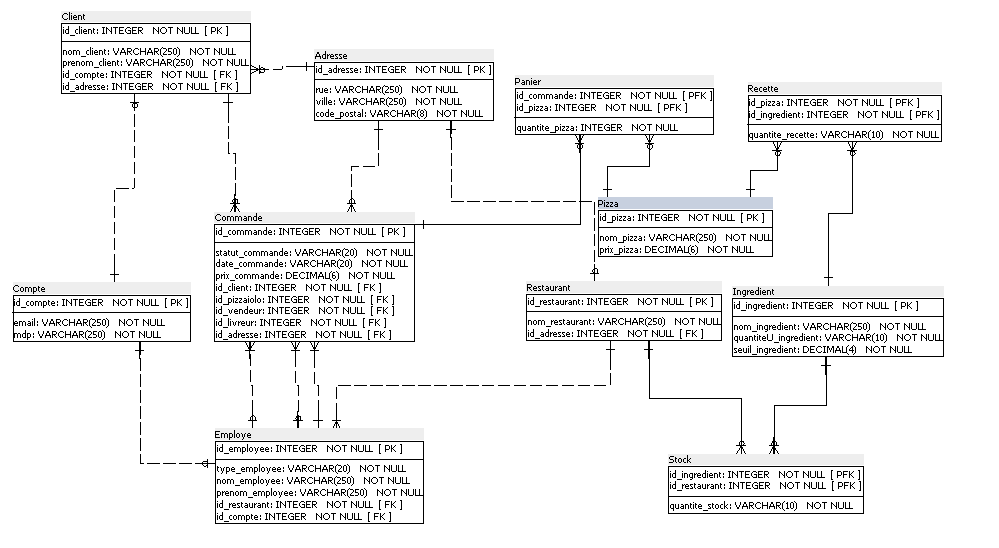 Client
id_client: INTEGER NOT NULL [ PK ]
nom_client: VARCHAR(250) NOT NULL
prenom_client: VARCHAR(250) NOT NULL
id_compte: INTEGER NOT NULL [ FK ]
id_adresse: INTEGER NOT NULL [ FK ]
Adresse
id_adresse: INTEGER NOT NULL [ PK ]
rue: VARCHAR(250) NOT NULL
ville: VARCHAR(250) NOT NULL
code_postal: VARCHAR(8) NOT NULL
Panier
id_commande: INTEGER NOT NULL [ PFK ]
id_pizza: INTEGER NOT NULL [ PFK ]
quantite_pizza: INTEGER NOT NULL
Recette
id_pizza: INTEGER NOT NULL [ PFK ]
id_ingredient: INTEGER NOT NULL [ PFK ]
quantite_recette: VARCHAR(10) NOT NULL
Commande
id_commande: INTEGER NOT NULL [ PK ]
statut_commande: VARCHAR(20) NOT NULL
date_commande: VARCHAR(20) NOT NULL
prix_commande: DECIMAL(6) NOT NULL
id_client: INTEGER NOT NULL [ FK ]
id_pizzaiolo: INTEGER NOT NULL [ FK ]
id_vendeur: INTEGER NOT NULL [ FK ]
id_livreur: INTEGER NOT NULL [ FK ]
id_adresse: INTEGER NOT NULL [ FK ]
Pizza
id_pizza: INTEGER NOT NULL [ PK ]
nom_pizza: VARCHAR(250) NOT NULL
prix_pizza: DECIMAL(6) NOT NULL
Compte
id_compte: INTEGER NOT NULL [ PK ]
email: VARCHAR(250) NOT NULL
mdp: VARCHAR(250) NOT NULL
Restaurant
id_restaurant: INTEGER NOT NULL [ PK ]
nom_restaurant: VARCHAR(250) NOT NULL
id_adresse: INTEGER NOT NULL [ FK ]
Ingredient
id_ingredient: INTEGER NOT NULL [ PK ]
nom_ingredient: VARCHAR(250) NOT NULL
quantiteU_ingredient: VARCHAR(10) NOT NULL
seuil_ingredient: DECIMAL(4) NOT NULL
Employe
id_employee: INTEGER NOT NULL [ PK ]
type_employee: VARCHAR(20) NOT NULL
nom_employee: VARCHAR(250) NOT NULL
prenom_employee: VARCHAR(250) NOT NULL
id_restaurant: INTEGER NOT NULL [ FK ]
id_compte: INTEGER NOT NULL [ FK ]
Stock
id_ingredient: INTEGER NOT NULL [ PFK ]
id_restaurant: INTEGER NOT NULL [ PFK ]
quantite_stock: VARCHAR(10) NOT NULL